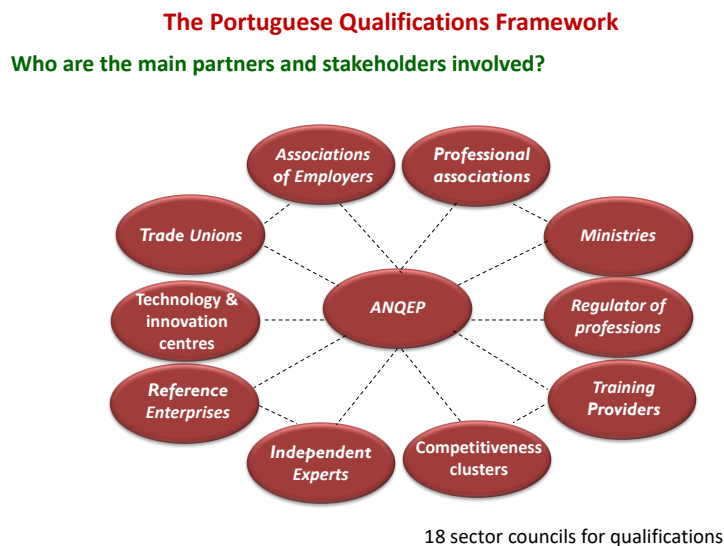 The Portuguese Qualifications Framework
Who are the main partners and stakeholders involved?
Associations
of Employers
Professional
associations
Trade Unions
Ministries
Technology &
innovation
centres
ANQEP
Regulator of
professions
Reference
Enterprises
Training
Providers
Independent
Experts
Competitiveness
clusters
18 sector councils for qualifications